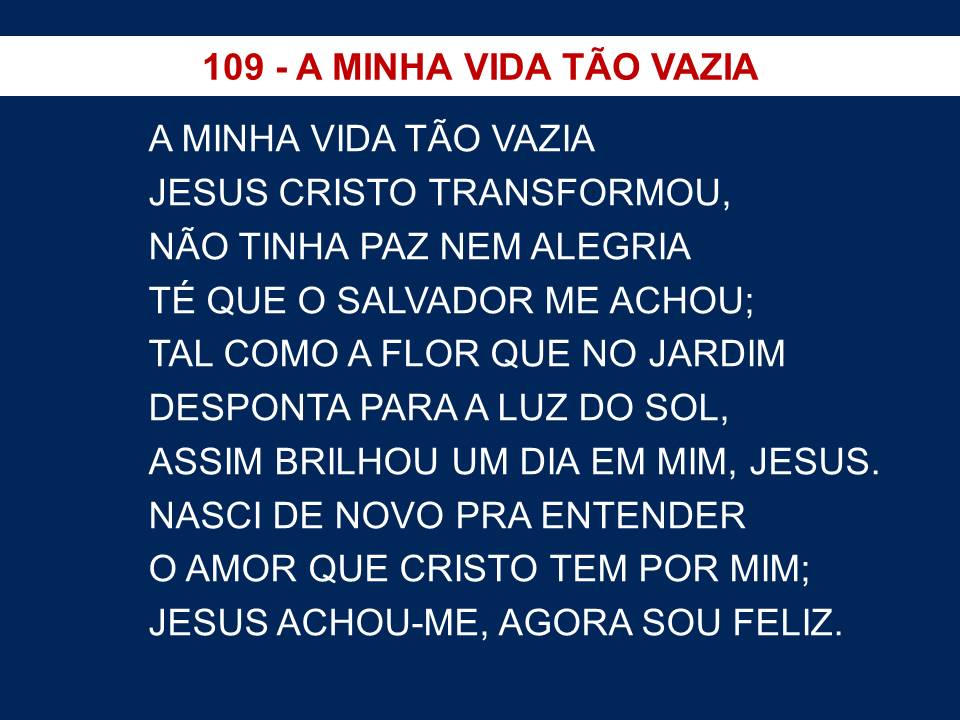 109 - A MINHA VIDA TÃO VAZIA
A MINHA VIDA TÃO VAZIA
JESUS CRISTO TRANSFORMOU,
NÃO TINHA PAZ NEM ALEGRIA
TÉ QUE O SALVADOR ME ACHOU;
TAL COMO A FLOR QUE NO JARDIM
DESPONTA PARA A LUZ DO SOL,
ASSIM BRILHOU UM DIA EM MIM, JESUS.
NASCI DE NOVO PRA ENTENDER
O AMOR QUE CRISTO TEM POR MIM;
JESUS ACHOU-ME, AGORA SOU FELIZ.